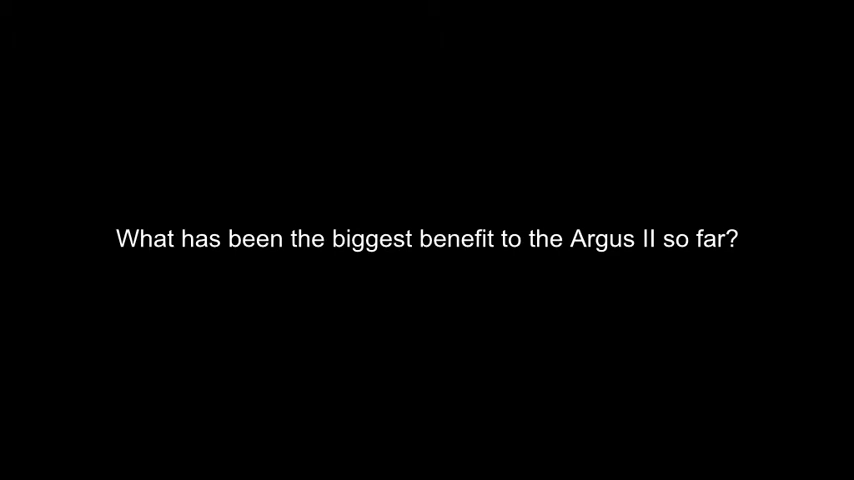 What has been the biggest benefit to the Argus II so far?